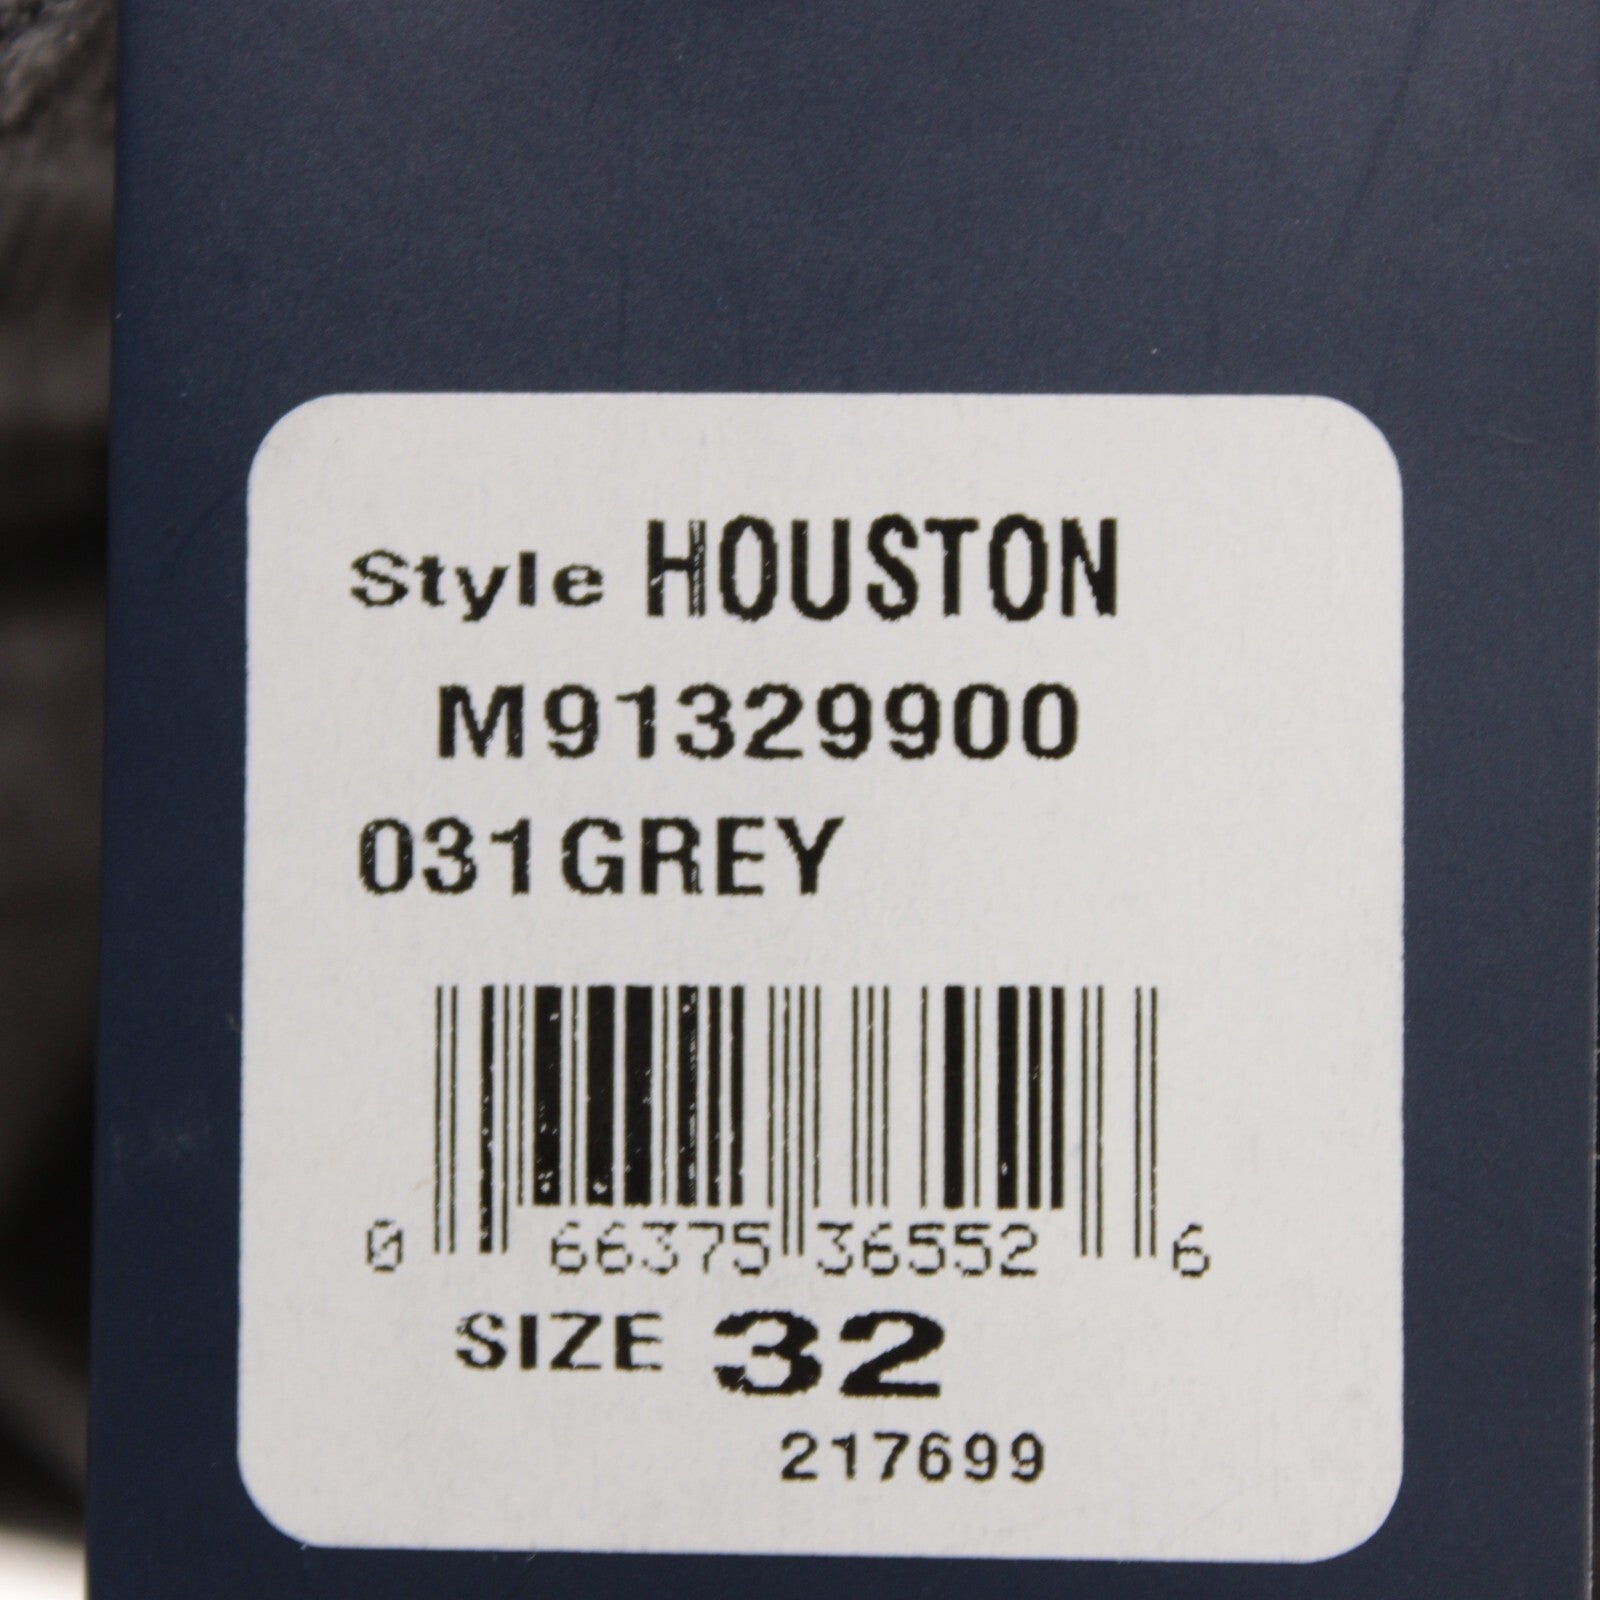 Style HOUSTON
M91329900
031GREY
0 66375 36552 6
SIZE 32
217699